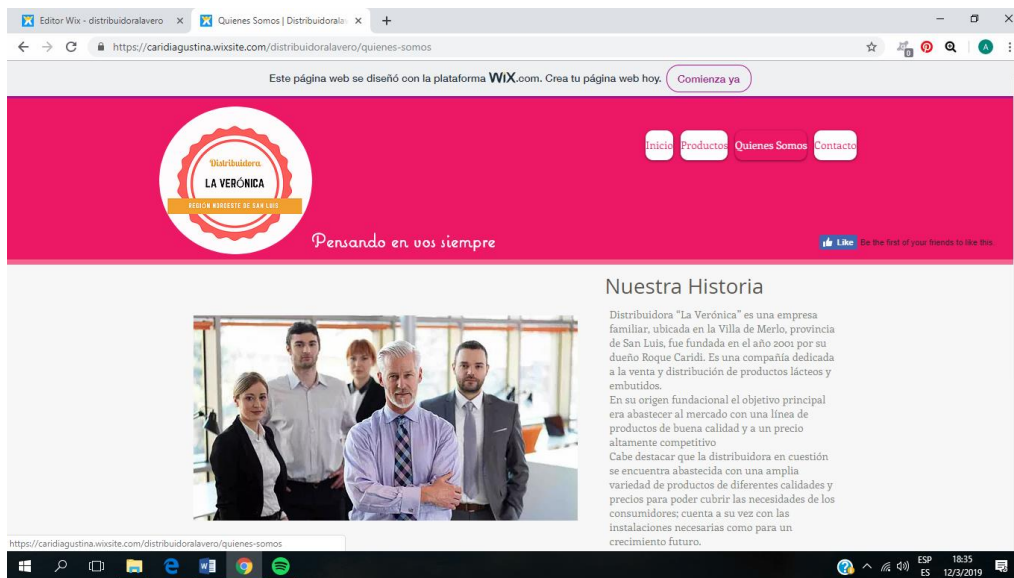 Editor Wix - distribuidoralavero
Quienes Somos | Distribuidorala
https://caridiagustina.wixsite.com/distribuidoralavero/quienes-somos
0
A
Este página web se diseñó con la plataforma WiX.com. Crea tu página web hoy.
Comienza ya
Distribuidora
LA VERÓNICA
REGIÓN NOROESTE DE SAN LUIS
Inicio
Productos
Quienes Somos
Contacto
Pensando en vos siempre
Like
Be the first of your friends to like this.
Nuestra Historia
Distribuidora "La Verónica" es una empresa
familiar, ubicada en la Villa de Merlo, provincia
de San Luis, fue fundada en el año 2001 por su
dueño Roque Caridi. Es una compañía dedicada
a la venta y distribución de productos lácteos y
embutidos.
En su origen fundacional el objetivo principal
era abastecer al mercado con una línea de
productos de buena calidad y a un precio
altamente competitivo
Cabe destacar que la distribuidora en cuestión
se encuentra abastecida con una amplia
variedad de productos de diferentes calidades y
precios para poder cubrir las necesidades de los
consumidores; cuenta a su vez con las
instalaciones necesarias como para un
crecimiento futuro.
https://caridiagustina.wixsite.com/distribuidoralavero/quienes-somos
ESP
ES
18:35
12/3/2019